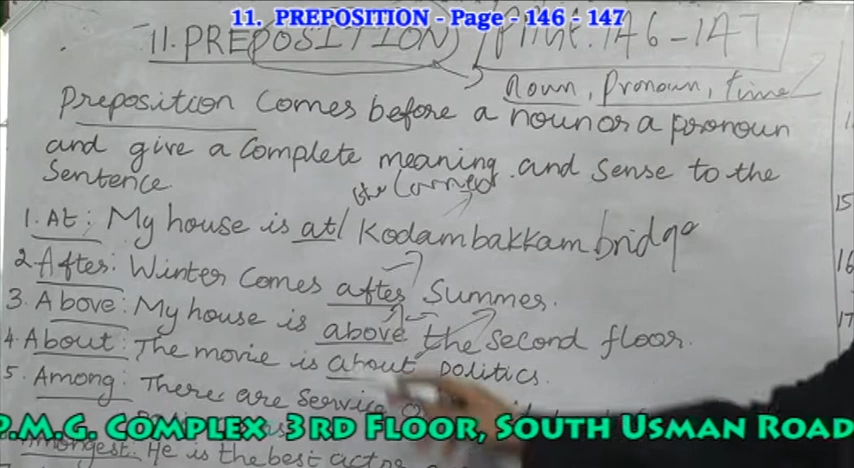 11. PREPOSITION - Page - 146 - 147
11. PREPOSITION Print. 146-147
noun, pronoun, time
Preposition Comes before a noun or a pronoun
and give a Complete meaning and sense to the
Sentence.
the Corner of
1. At: My house is at Kodambakkam bridge
2. After: Winter Comes after Summer.
3. Above: My house is above the second floor.
4. About: The movie is about politics.
5. Among: There are service
P.M.G. Complex 3rd Floor, South Usman Road
Amongest: He is the best actor
15
16
17